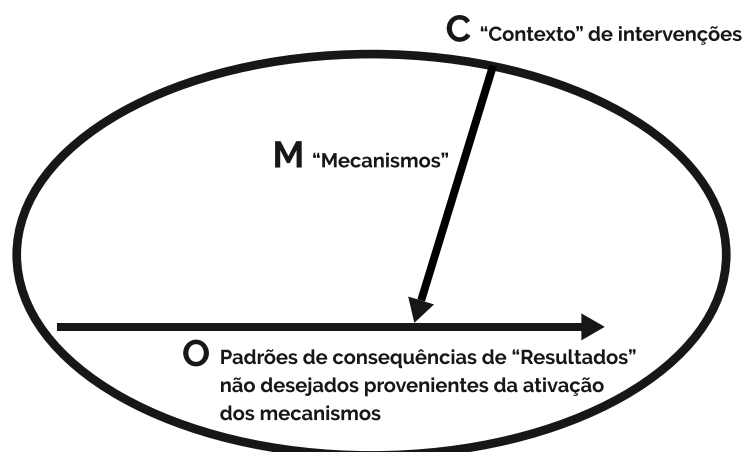 C “Contexto” de intervenções
M “Mecanismos”
O Padrões de consequências de “Resultados”
não desejados provenientes da ativação
dos mecanismos